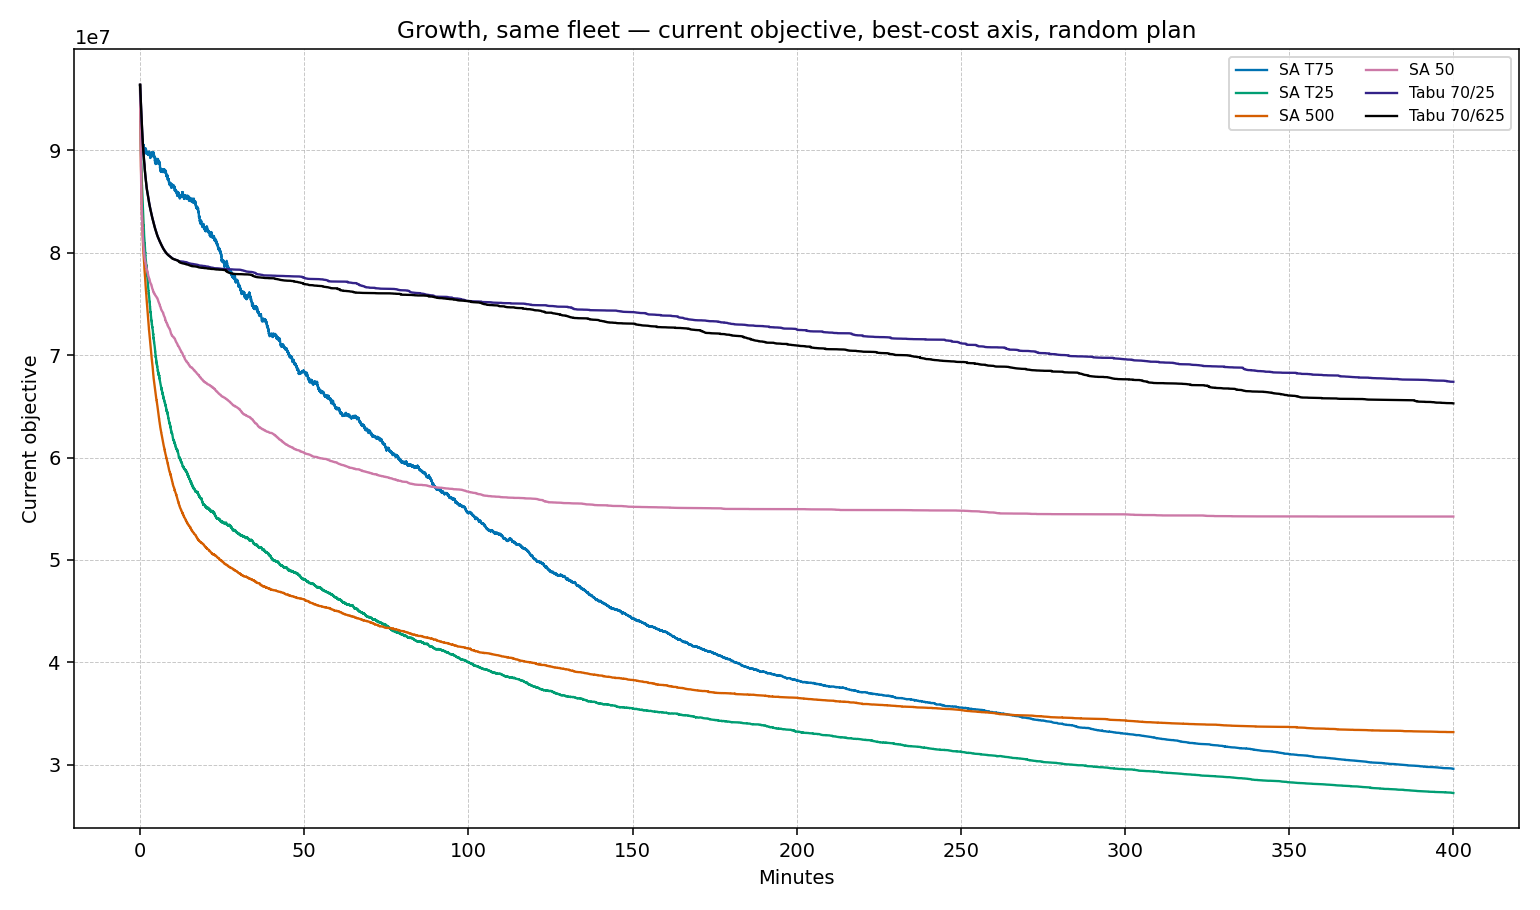 Growth, same fleet — current objective, best-cost axis, random plan
1e7
SA T75
SA T25
SA 500
SA 50
Tabu 70/25
Tabu 70/625
9
8
7
6
5
4
3
Current objective
0 50 100 150 200 250 300 350 400
Minutes